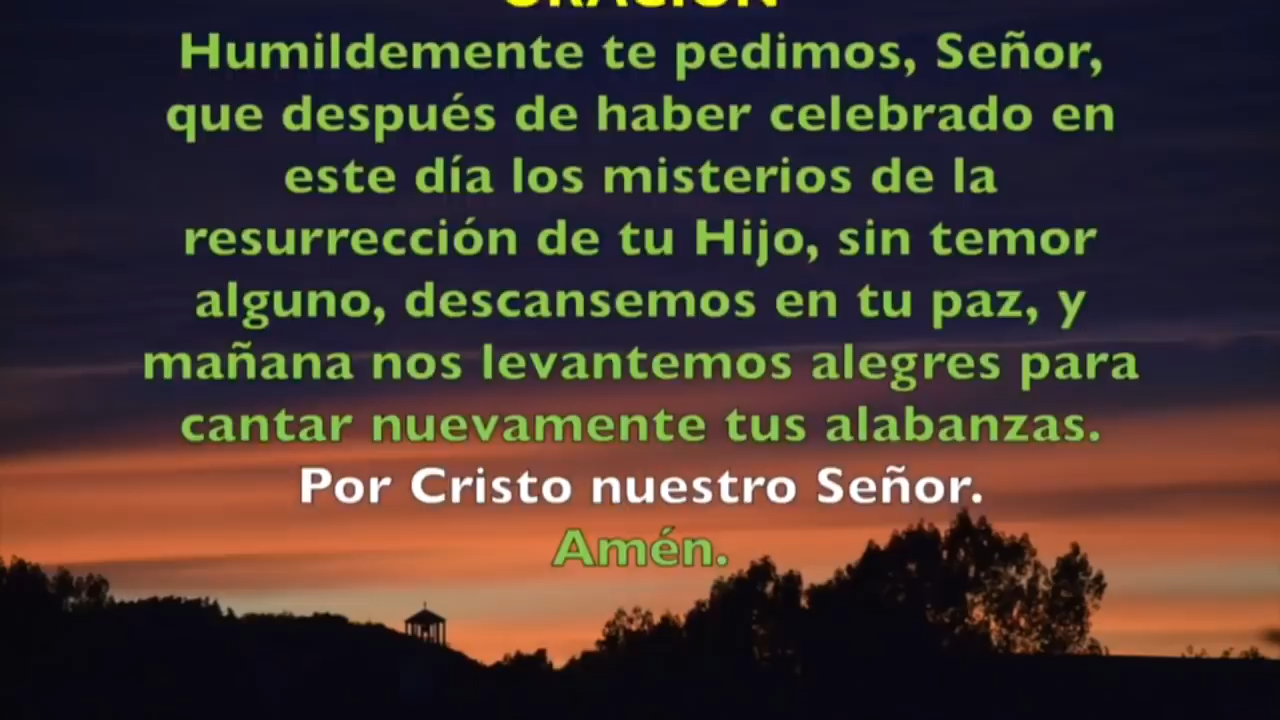 ORACIÓN
Humildemente te pedimos, Señor,
que después de haber celebrado en
este día los misterios de la
resurrección de tu Hijo, sin temor
alguno, descansemos en tu paz, y
mañana nos levantemos alegres para
cantar nuevamente tus alabanzas.
Por Cristo nuestro Señor.
Amén.